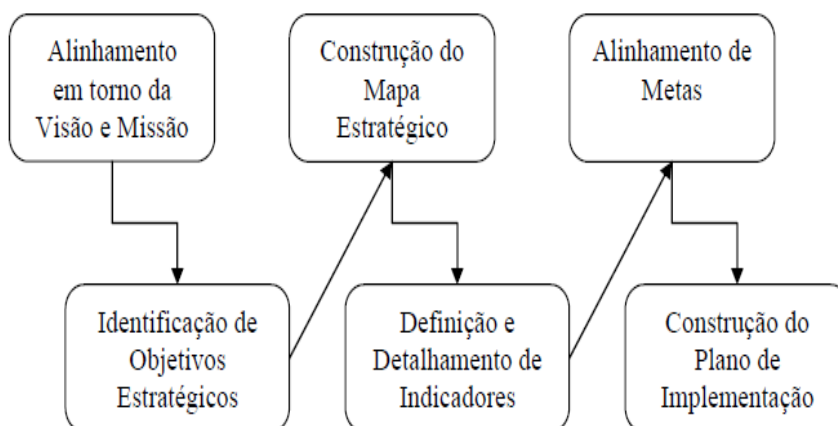 Alinhamento
em torno da
Visão e Missão
Construção do
Mapa
Estratégico
Alinhamento de
Metas
Identificação de
Objetivos
Estratégicos
Definição e
Detalhamento de
Indicadores
Construção do
Plano de
Implementação